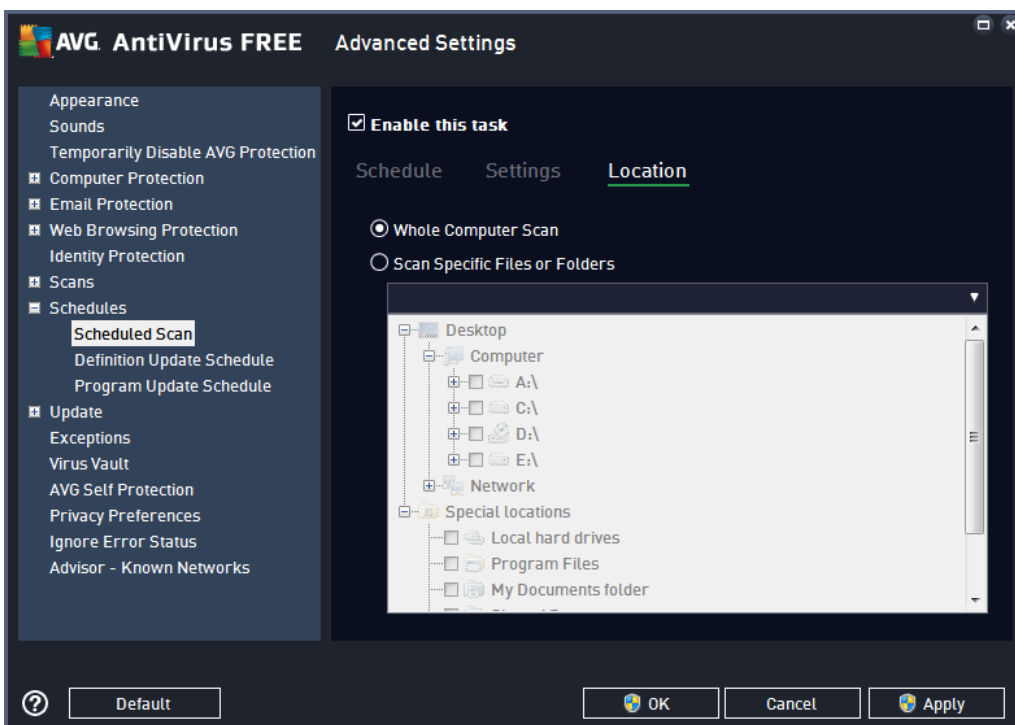 AVG. AntiVirus FREE
Advanced Settings
Appearance
Sounds
Temporarily Disable AVG Protection
Computer Protection
Email Protection
Web Browsing Protection
Identity Protection
Scans
Schedules
Scheduled Scan
Definition Update Schedule
Program Update Schedule
Update
Exceptions
Virus Vault
AVG Self Protection
Privacy Preferences
Ignore Error Status
Advisor - Known Networks
Enable this task
Schedule Settings Location
Whole Computer Scan
Scan Specific Files or Folders
Desktop
Computer
A:\
C:\
D:\
E:\
Network
Special locations
Local hard drives
Program Files
My Documents folder
? Default OK Cancel Apply